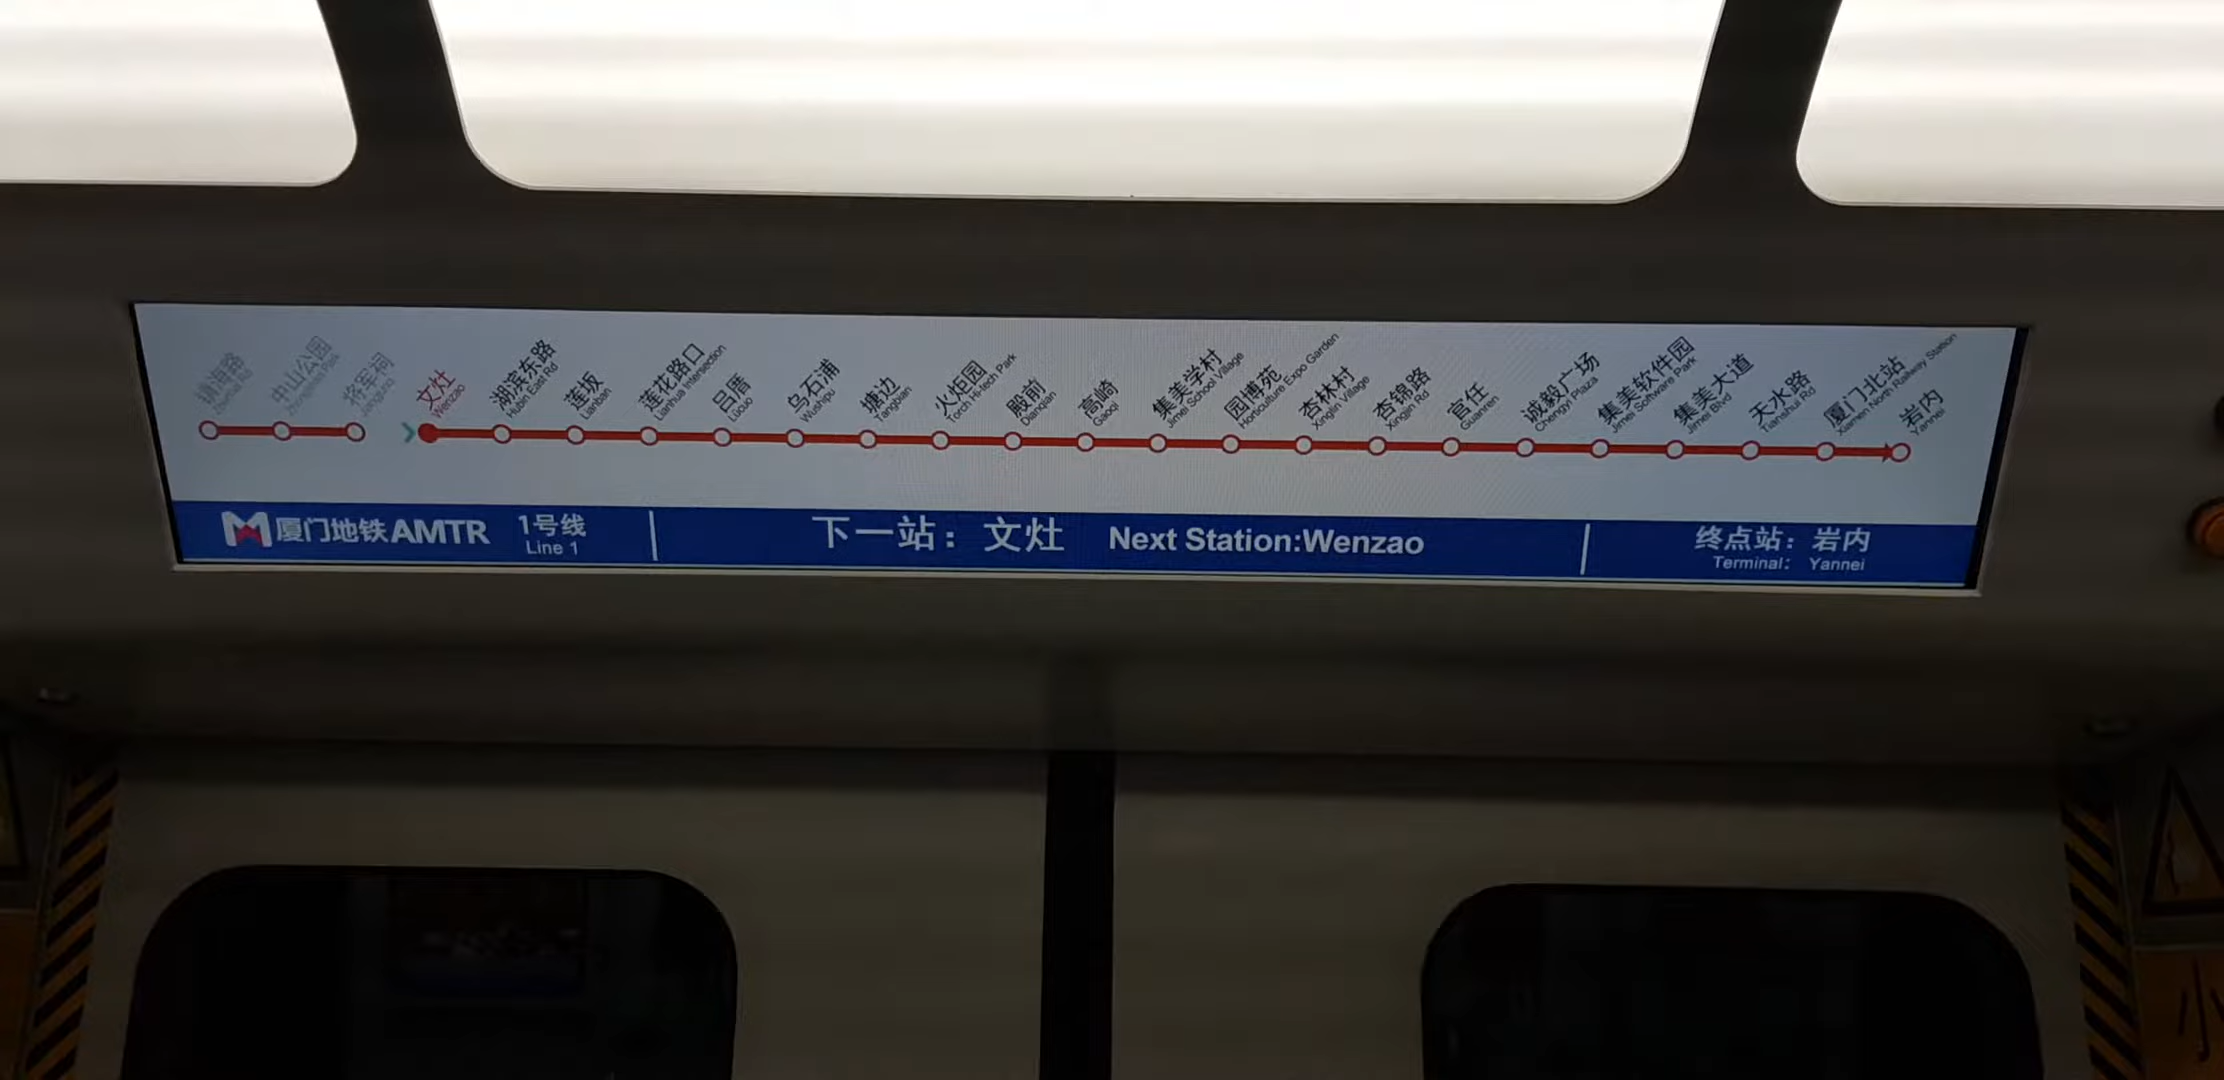 镇海路
Zhenhai Rd
中山公园
Zhongshan Park
将军祠
Jiangjunci
文灶
Wenzao
湖滨东路
Hubin East Rd
莲坂
Lianban
莲花路口
Lianhua Intersection
吕厝
Lücuo
乌石浦
Wushipu
塘边
Tangbian
火炬园
Torch Hi-tech Park
殿前
Dianqian
高崎
Gaoqi
集美学村
Jimei School Village
园博苑
Horticulture Expo Garden
杏林村
Xinglin Village
杏锦路
Xingjin Rd
官任
Guanren
诚毅广场
Chengyi Plaza
集美软件园
Jimei Software Park
集美大道
Jimei Blvd
天水路
Tianshui Rd
厦门北站
Xiamen North Railway Station
岩内
Yannei
厦门地铁AMTR
1号线
Line 1
下一站：文灶 Next Station:Wenzao
终点站：岩内
Terminal: Yannei
小